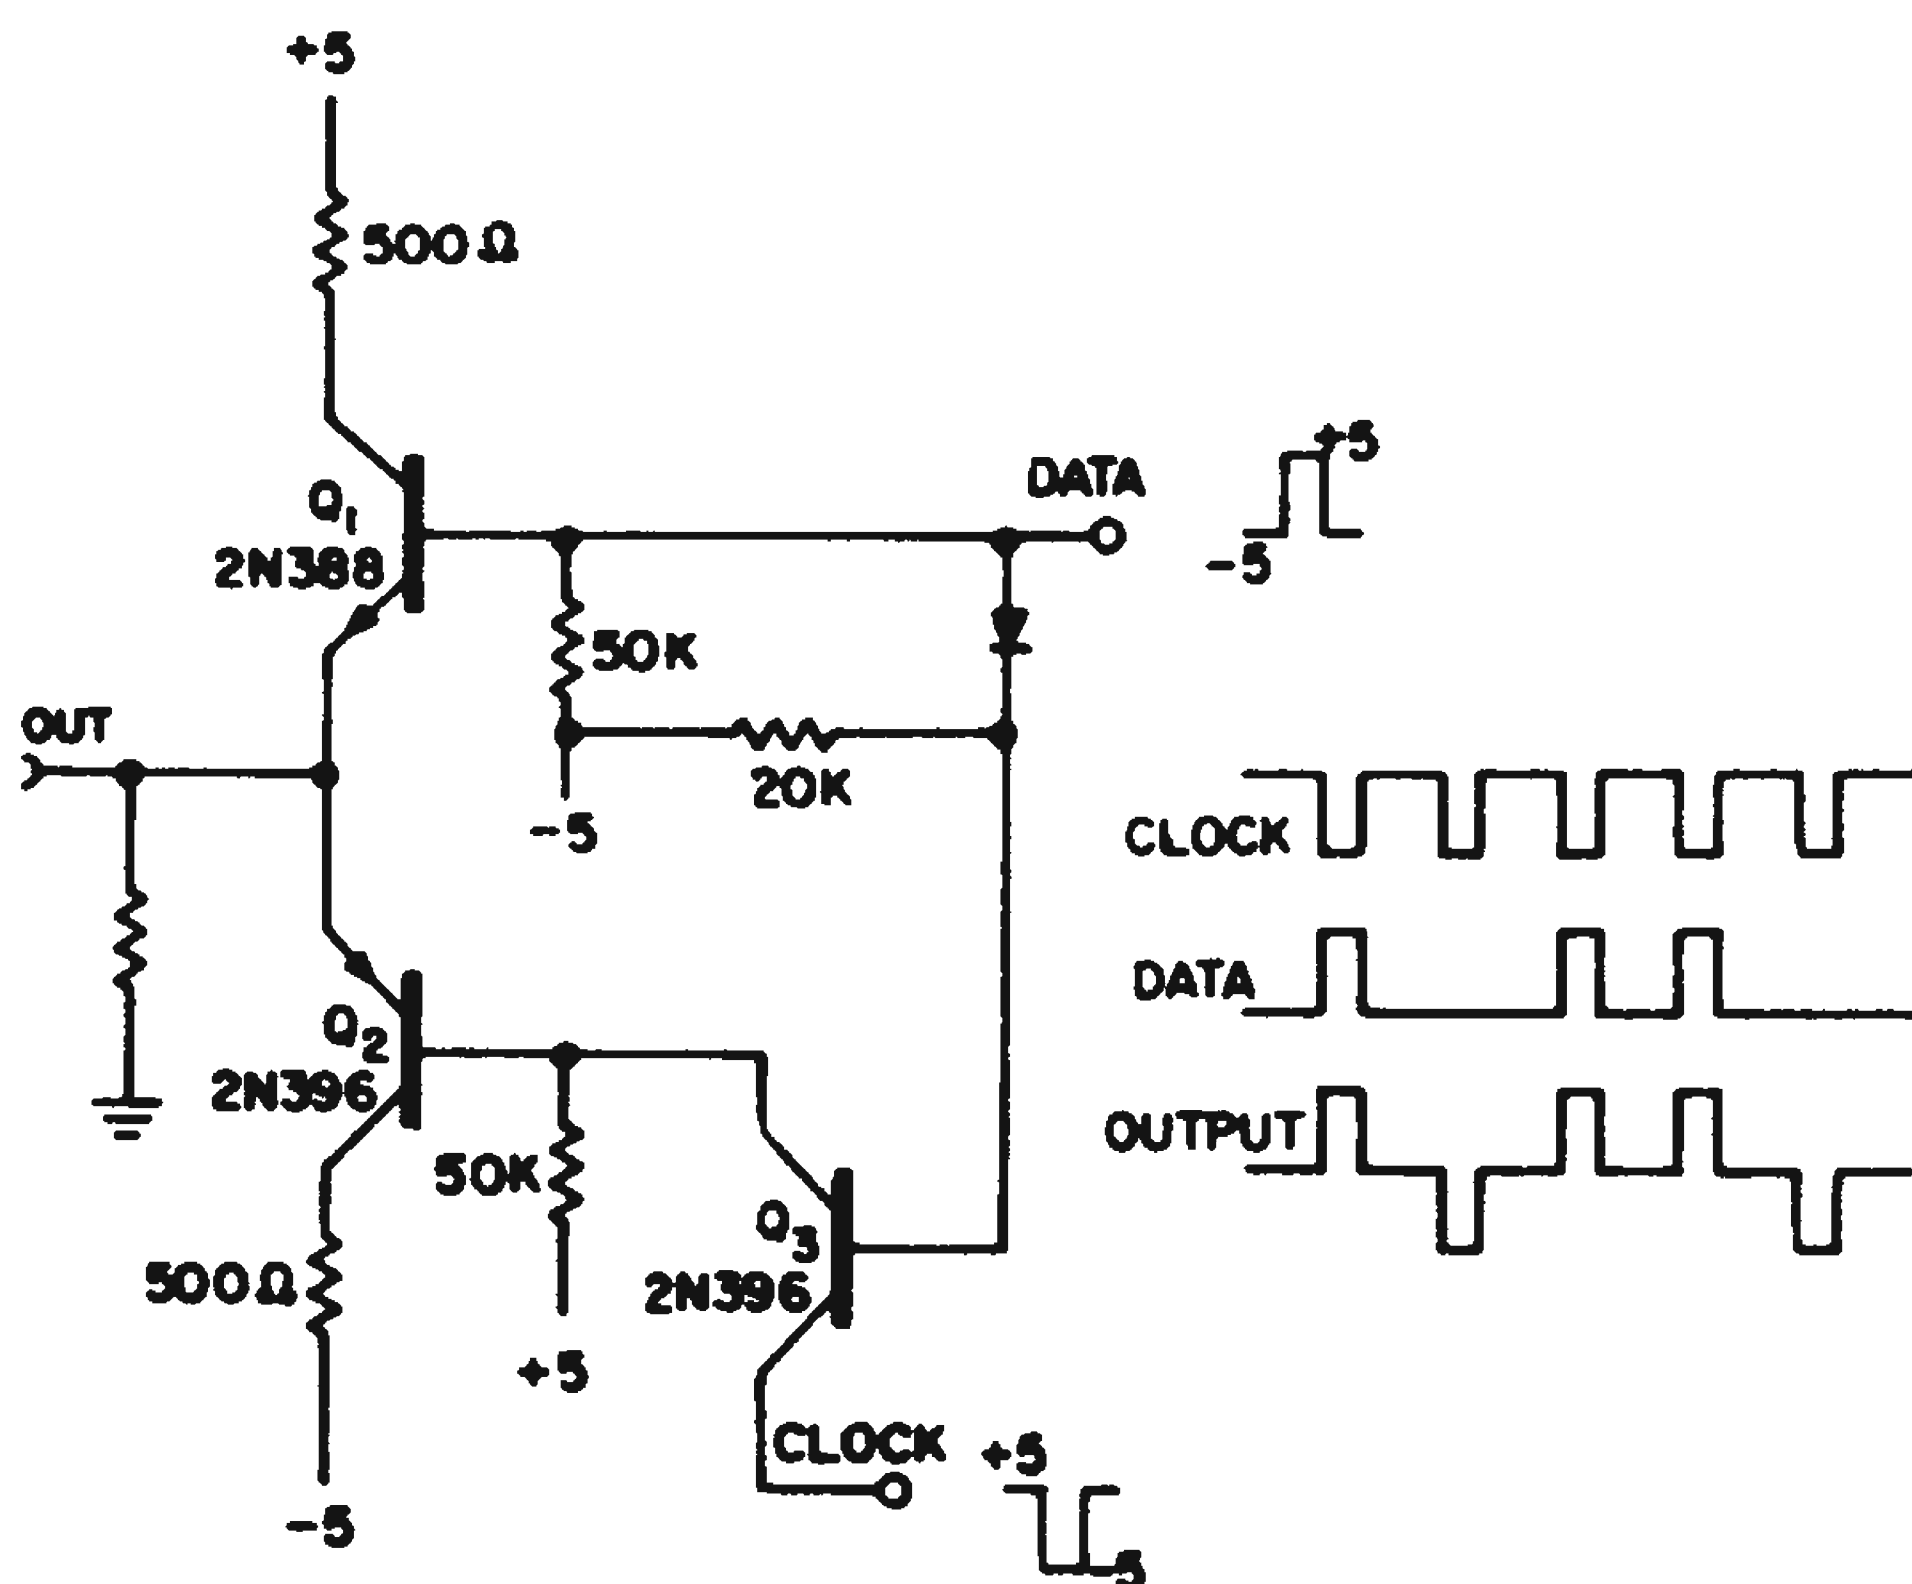 +5
500Ω
Q1
2N388
DATA
+5
-5
50K
OUT
20K
-5
CLOCK
DATA
Q2
2N396
OUTPUT
50K
Q3
2N396
500Ω
+5
CLOCK
+5
-5
5